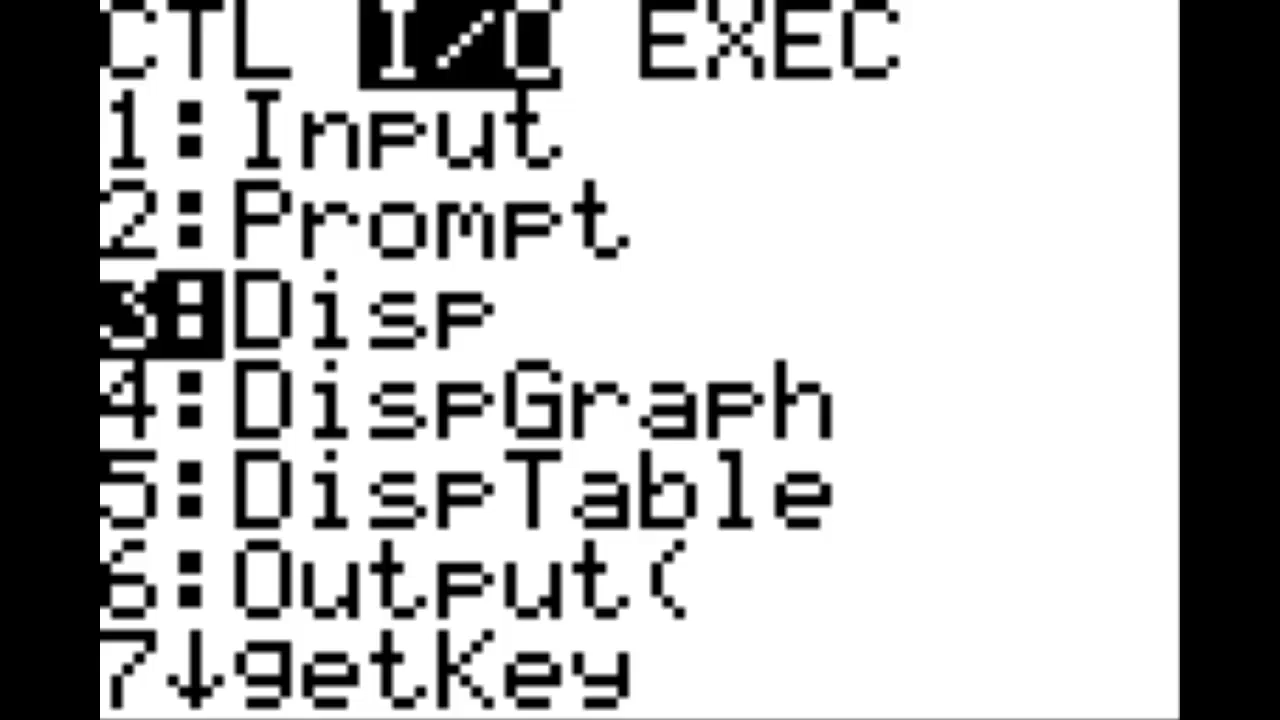 CTL I/O EXEC
1:Input
2:Prompt
3:Disp
4:DispGraph
5:DispTable
6:Output(
7↓getKey